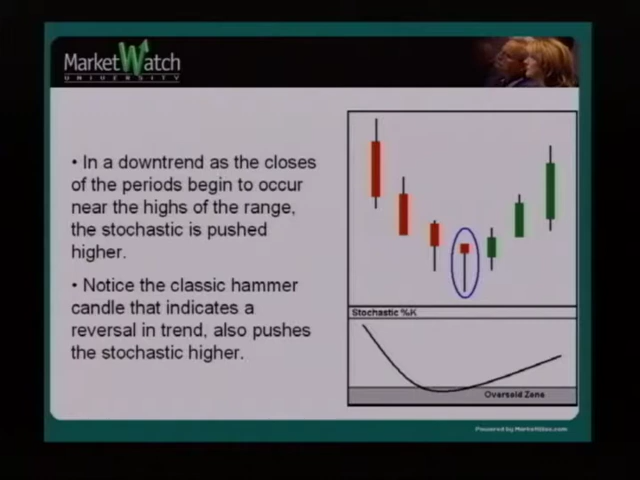 MarketWatch
UNIVERSITY
• In a downtrend as the closes
of the periods begin to occur
near the highs of the range,
the stochastic is pushed
higher.
• Notice the classic hammer
candle that indicates a
reversal in trend, also pushes
the stochastic higher.
Stochastic %K
Oversold Zone